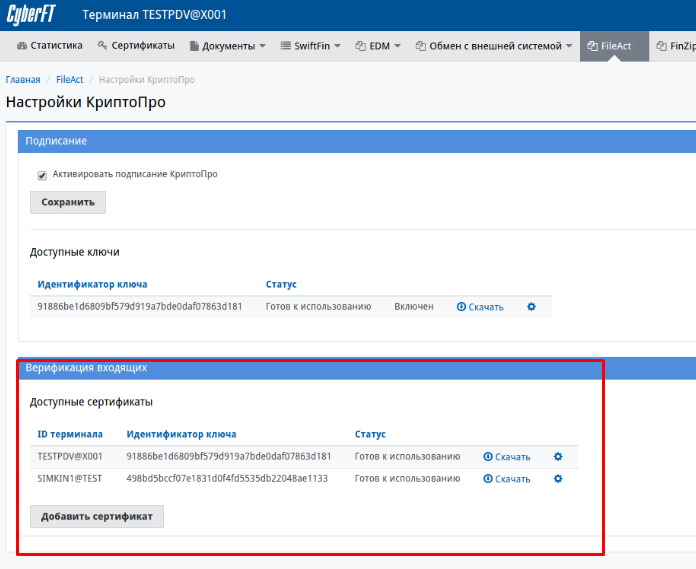 CyberFT Терминал TESTPDV@X001
Статистика Сертификаты Документы SwiftFin EDM Обмен с внешней системой FileAct FinZip
Главная / FileAct / Настройки КриптоПро
Настройки КриптоПро
Подписание
Активировать подписание КриптоПро
Сохранить
Доступные ключи
Идентификатор ключа Статус
91886be1d6809bf579d919a7bde0daf07863d181 Готов к использованию Включен Скачать
Верификация входящих
Доступные сертификаты
ID терминала Идентификатор ключа Статус
TESTPDV@X001 91886be1d6809bf579d919a7bde0daf07863d181 Готов к использованию Скачать
SIMKIN1@TEST 498bd5bccf07e1831d0f4fd5535db22048ae1133 Готов к использованию Скачать
Добавить сертификат